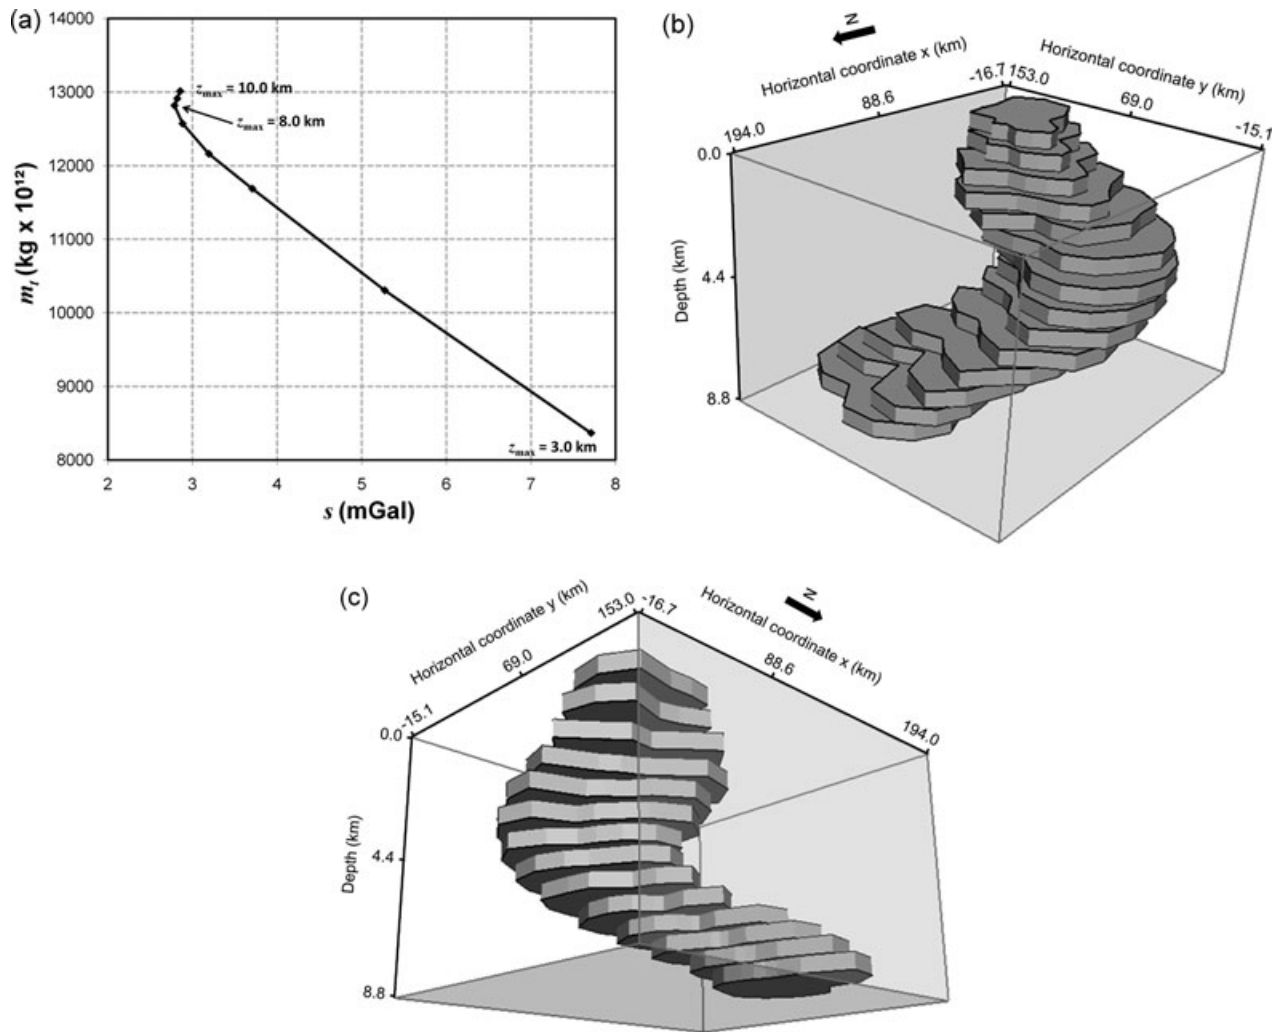 (a)
14000
13000
12000
11000
10000
9000
8000
m_t (kg x 10¹²)
z_max = 10.0 km
z_max = 8.0 km
z_max = 3.0 km
2 3 4 5 6 7 8
s (mGal)
(b)
N
Horizontal coordinate x (km)
Horizontal coordinate y (km)
-16.7 153.0
88.6
69.0
194.0
-15.1
0.0
4.4
8.8
Depth (km)
(c)
N
Horizontal coordinate y (km)
Horizontal coordinate x (km)
153.0 -16.7
69.0
88.6
-15.1
194.0
0.0
4.4
8.8
Depth (km)